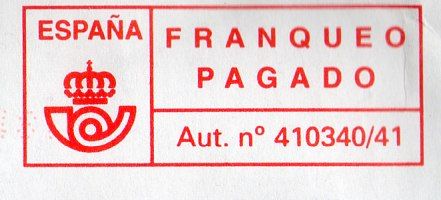 ESPAÑA
FRANQUEO
PAGADO
Aut. nº 410340/41